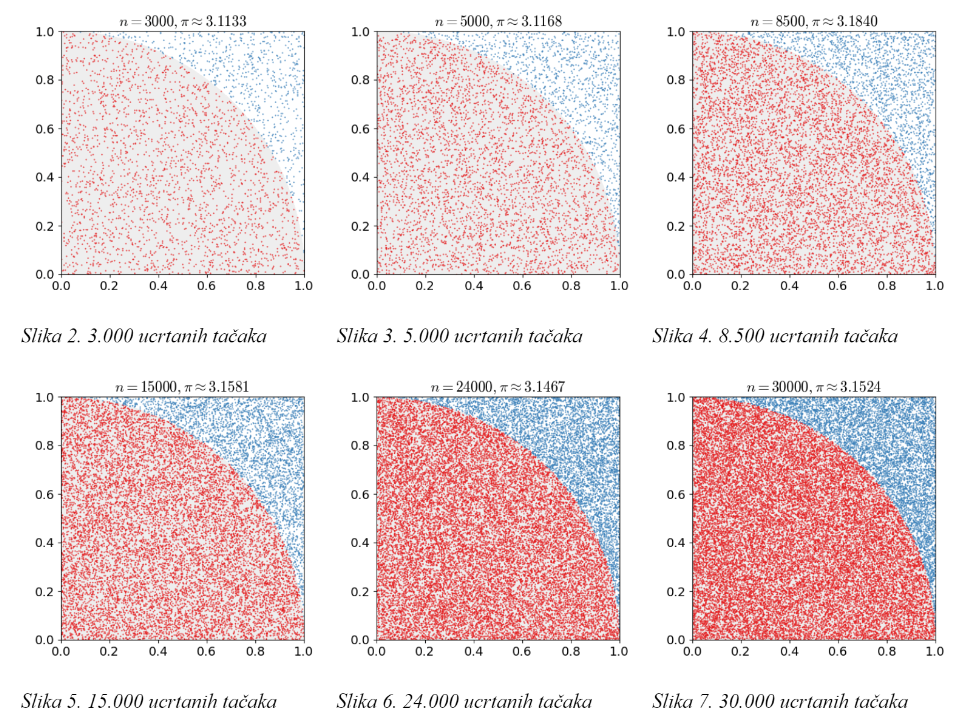 n = 3000, π ≈ 3.1133
1.0
0.8
0.6
0.4
0.2
0.0
0.0 0.2 0.4 0.6 0.8 1.0
Slika 2. 3.000 ucrtanih tačaka
n = 5000, π ≈ 3.1168
1.0
0.8
0.6
0.4
0.2
0.0
0.0 0.2 0.4 0.6 0.8 1.0
Slika 3. 5.000 ucrtanih tačaka
n = 8500, π ≈ 3.1840
1.0
0.8
0.6
0.4
0.2
0.0
0.0 0.2 0.4 0.6 0.8 1.0
Slika 4. 8.500 ucrtanih tačaka
n = 15000, π ≈ 3.1581
1.0
0.8
0.6
0.4
0.2
0.0
0.0 0.2 0.4 0.6 0.8 1.0
Slika 5. 15.000 ucrtanih tačaka
n = 24000, π ≈ 3.1467
1.0
0.8
0.6
0.4
0.2
0.0
0.0 0.2 0.4 0.6 0.8 1.0
Slika 6. 24.000 ucrtanih tačaka
n = 30000, π ≈ 3.1524
1.0
0.8
0.6
0.4
0.2
0.0
0.0 0.2 0.4 0.6 0.8 1.0
Slika 7. 30.000 ucrtanih tačaka